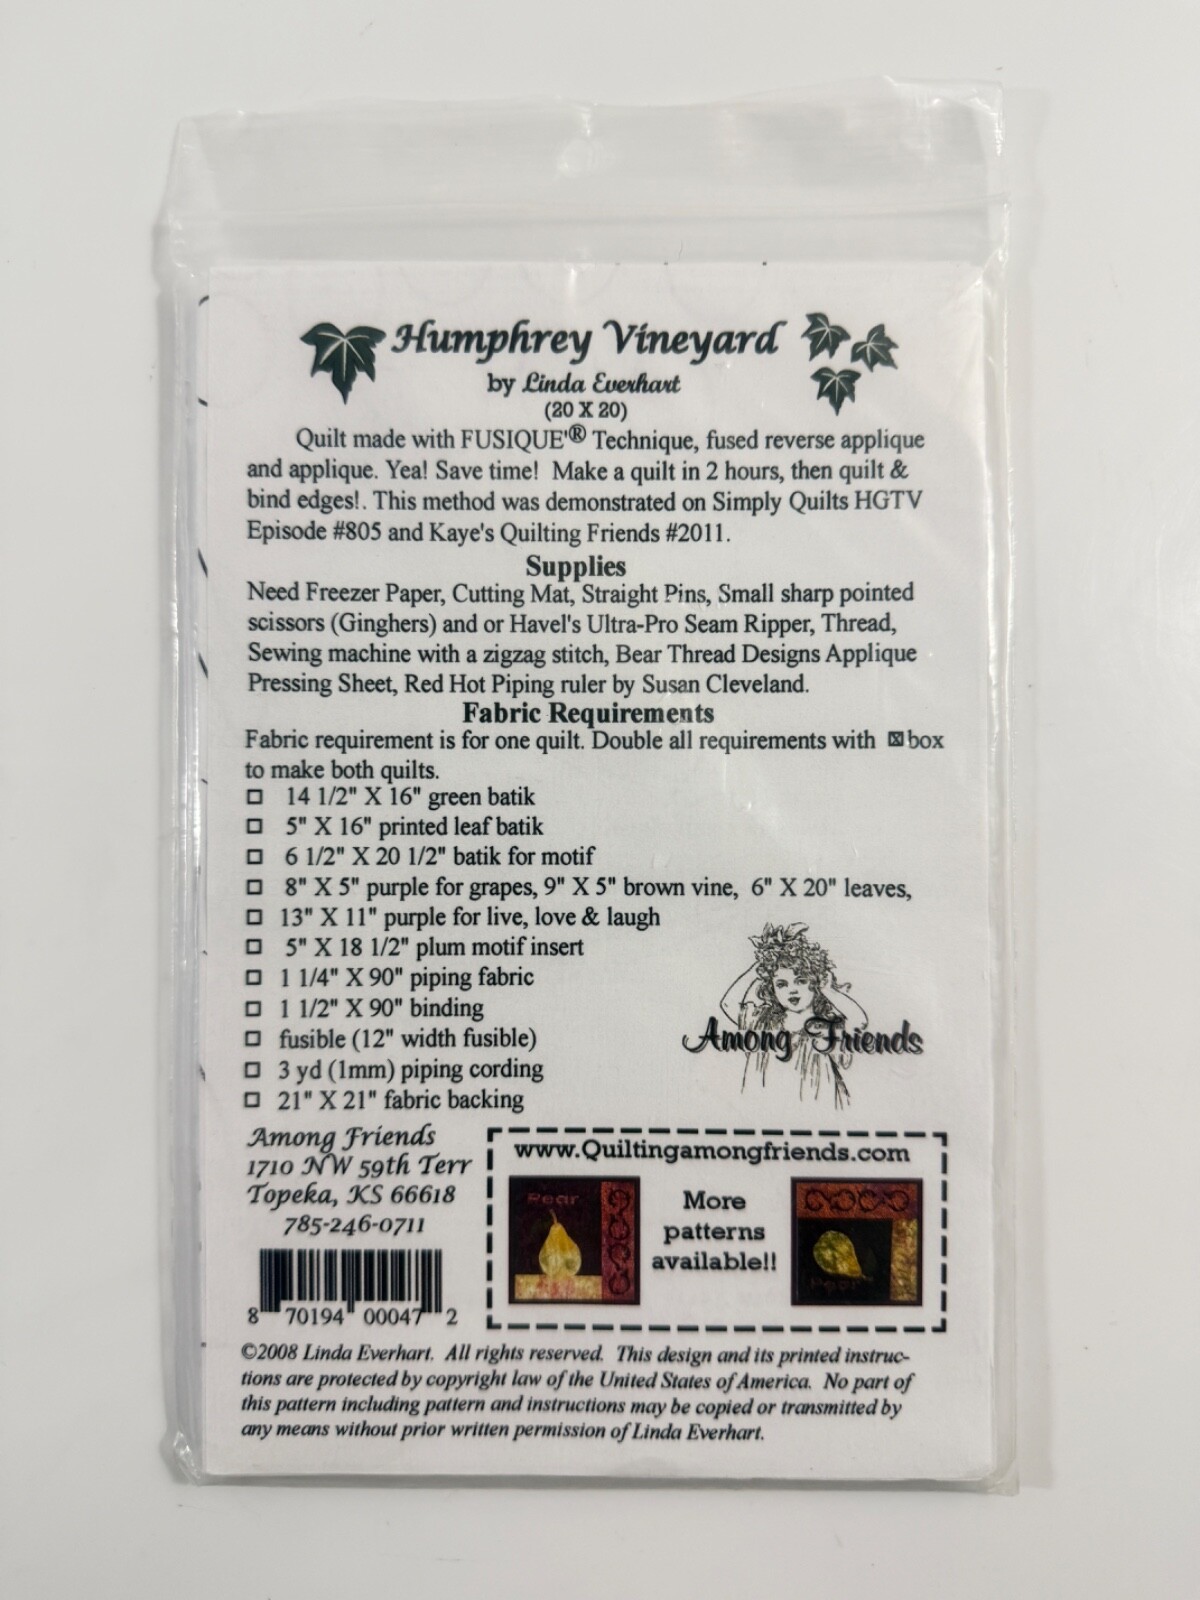 Humphrey Vineyard
by Linda Everhart
(20 X 20)
Quilt made with FUSIQUE'® Technique, fused reverse applique
and applique. Yea! Save time! Make a quilt in 2 hours, then quilt &
bind edges!. This method was demonstrated on Simply Quilts HGTV
Episode #805 and Kaye's Quilting Friends #2011.
Supplies
Need Freezer Paper, Cutting Mat, Straight Pins, Small sharp pointed
scissors (Ginghers) and or Havel's Ultra-Pro Seam Ripper, Thread,
Sewing machine with a zigzag stitch, Bear Thread Designs Applique
Pressing Sheet, Red Hot Piping ruler by Susan Cleveland.
Fabric Requirements
Fabric requirement is for one quilt. Double all requirements with ☒ box
to make both quilts.
☐ 14 1/2" X 16" green batik
☐ 5" X 16" printed leaf batik
☐ 6 1/2" X 20 1/2" batik for motif
☐ 8" X 5" purple for grapes, 9" X 5" brown vine, 6" X 20" leaves,
☐ 13" X 11" purple for live, love & laugh
☐ 5" X 18 1/2" plum motif insert
☐ 1 1/4" X 90" piping fabric
☐ 1 1/2" X 90" binding
☐ fusible (12" width fusible)
☐ 3 yd (1mm) piping cording
☐ 21" X 21" fabric backing
Among Friends
Among Friends
1710 NW 59th Terr
Topeka, KS 66618
785-246-0711
8 70194 00047 2
www.Quiltingamongfriends.com
Pear
More
patterns
available!!
©2008 Linda Everhart. All rights reserved. This design and its printed instruc-
tions are protected by copyright law of the United States of America. No part of
this pattern including pattern and instructions may be copied or transmitted by
any means without prior written permission of Linda Everhart.